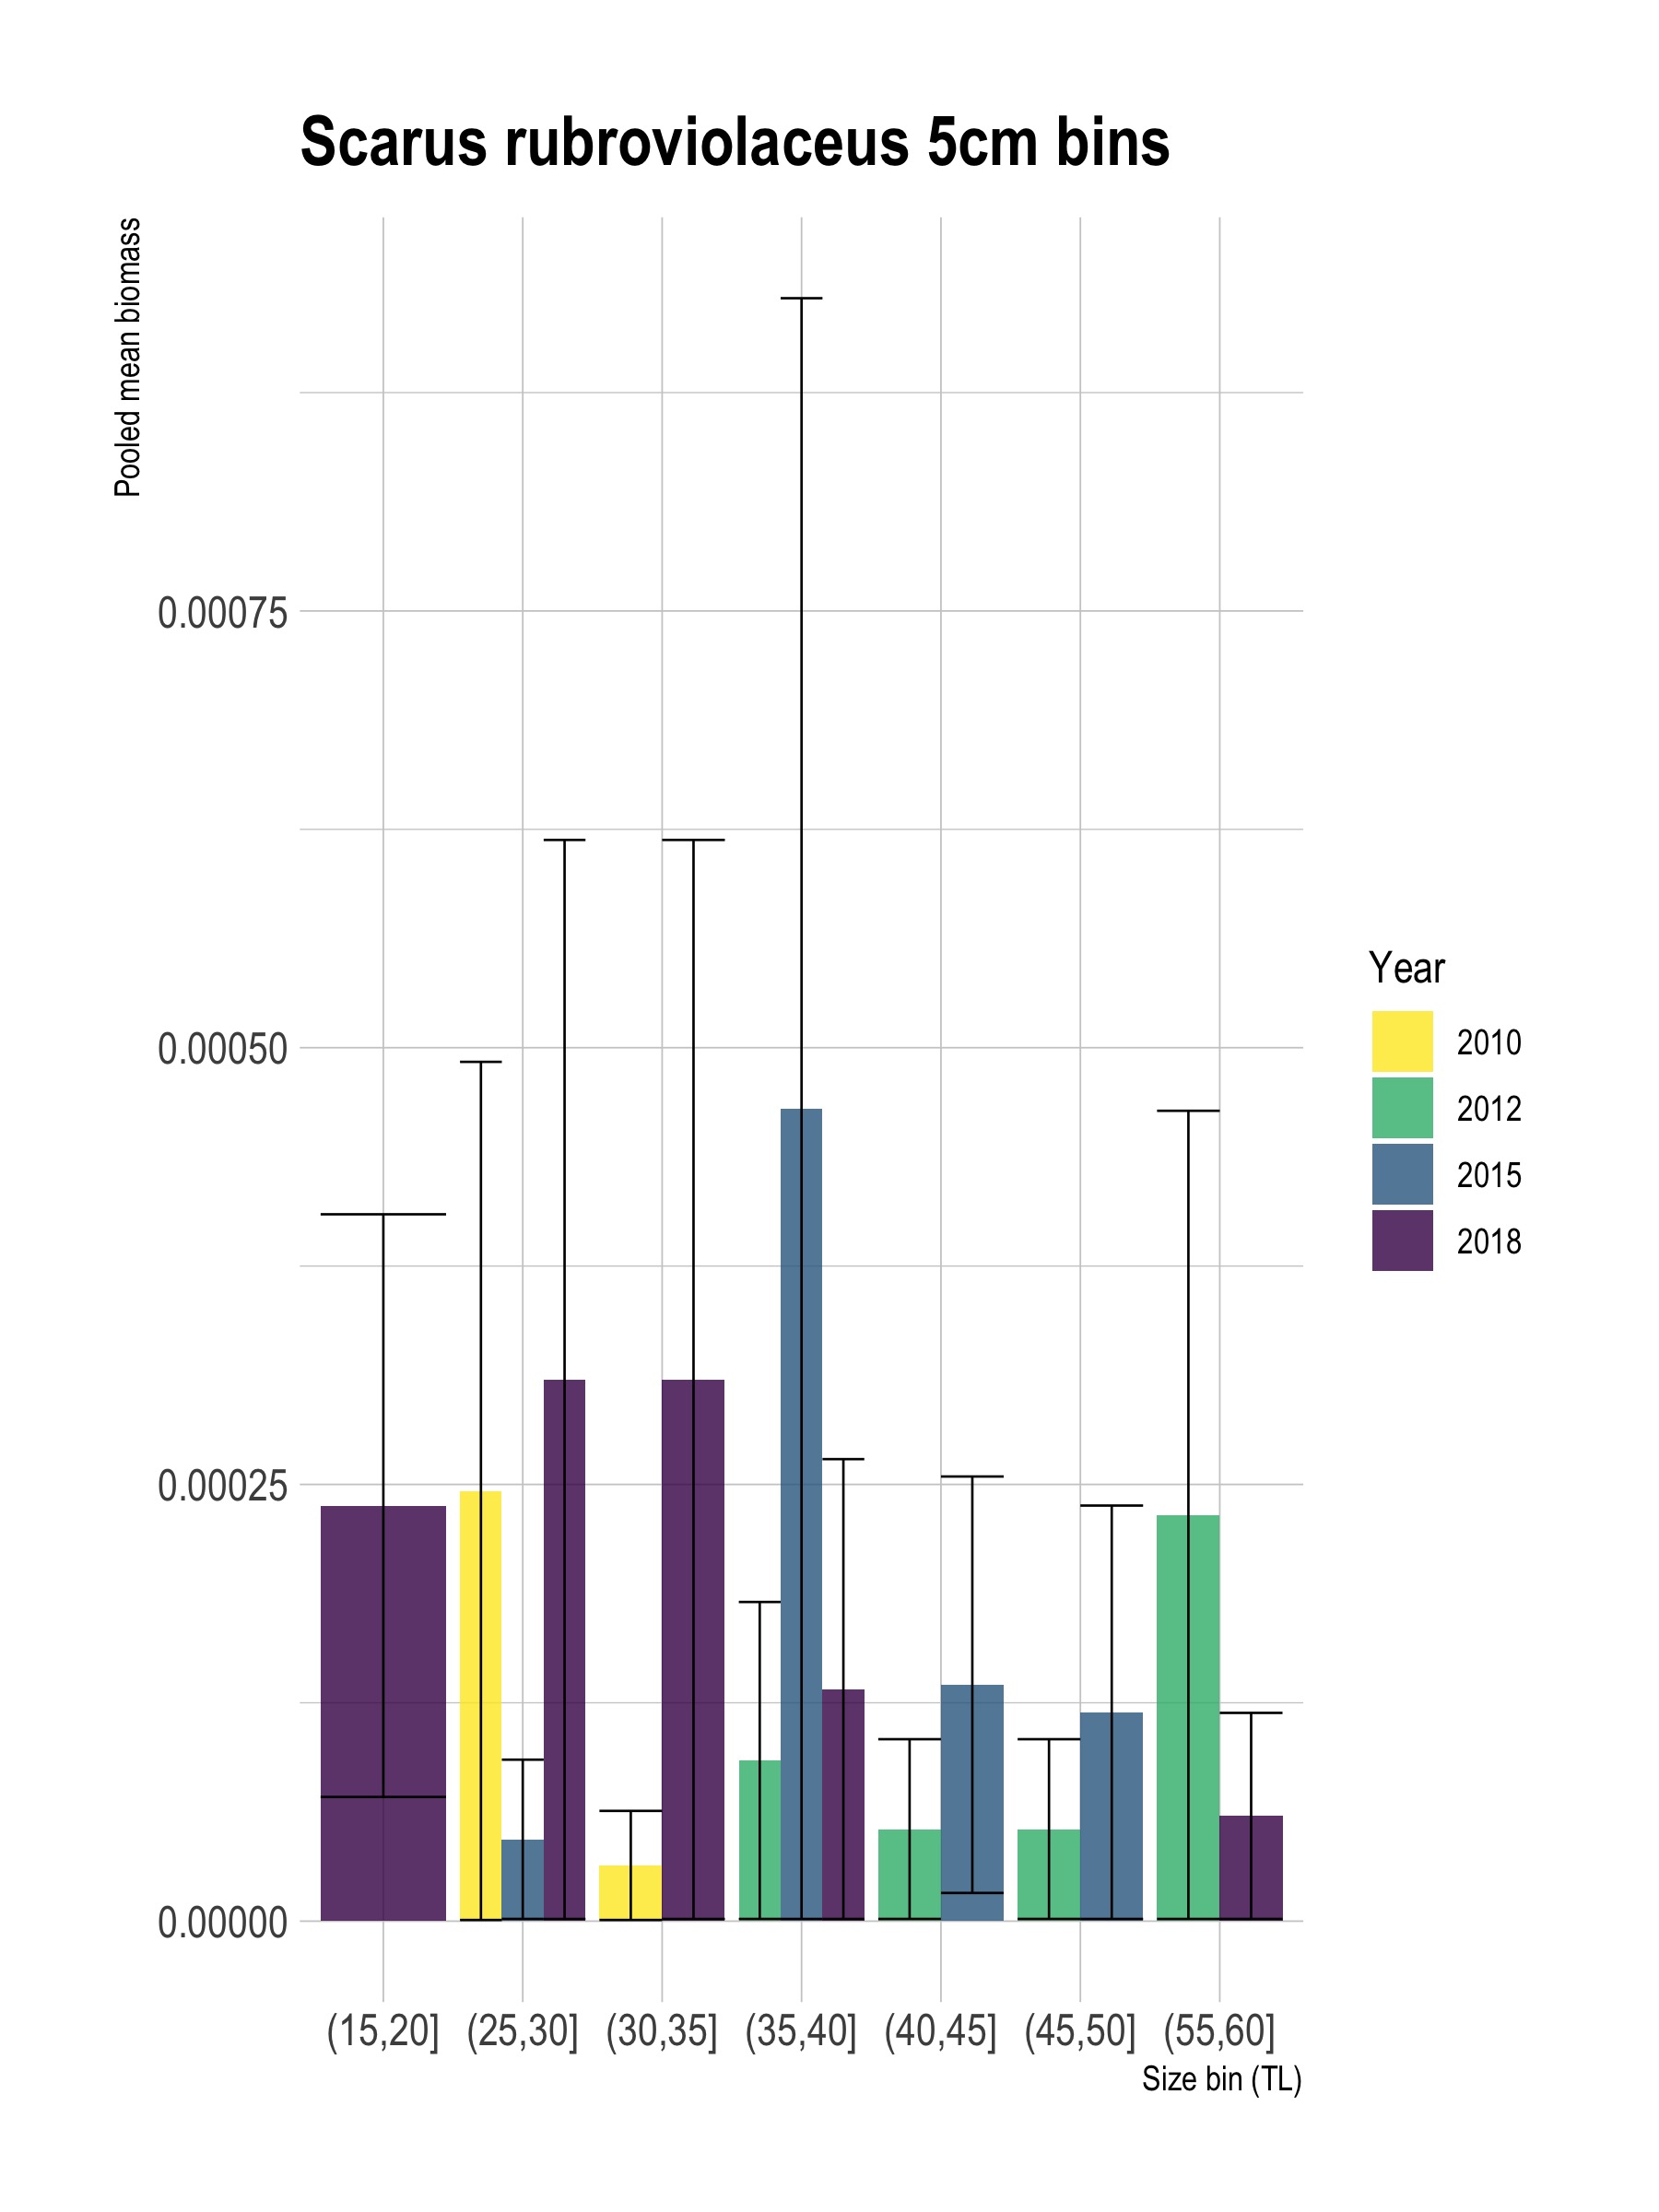 Scarus rubroviolaceus 5cm bins
Pooled mean biomass
0.00075
0.00050
0.00025
0.00000
(15,20] (25,30] (30,35] (35,40] (40,45] (45,50] (55,60]
Size bin (TL)
Year
2010
2012
2015
2018